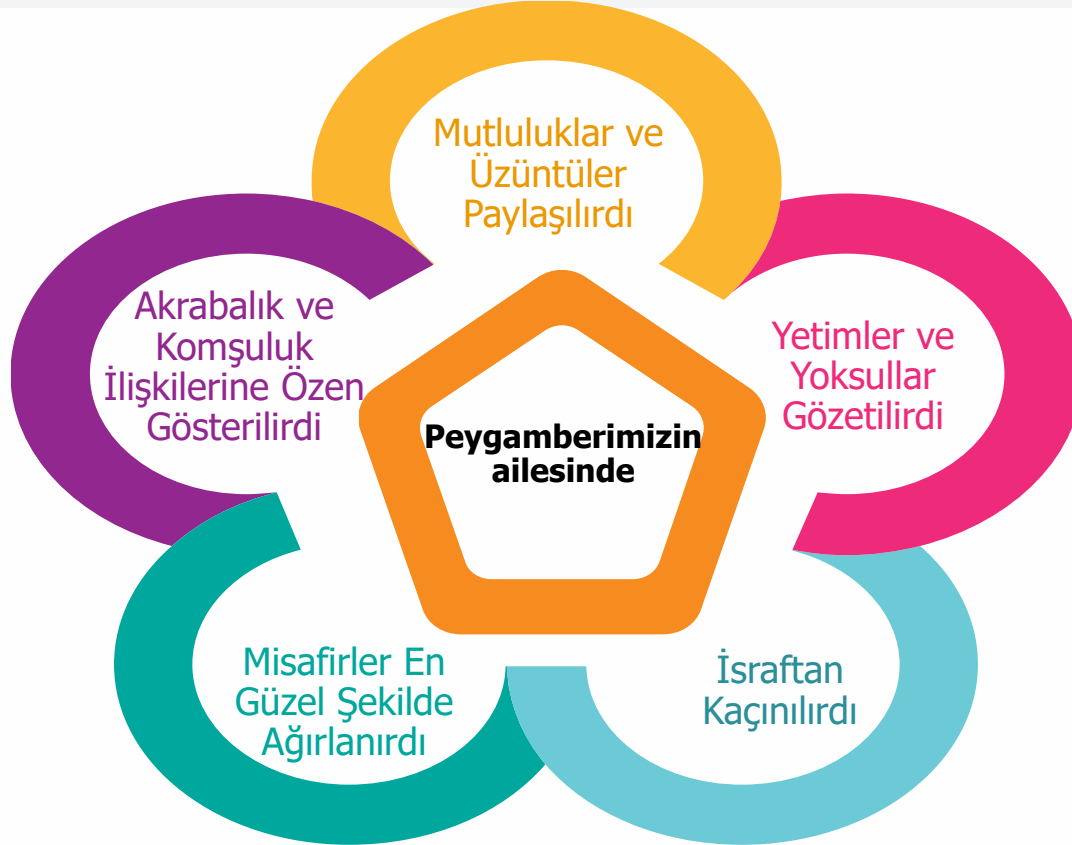 Mutluluklar ve
Üzüntüler
Paylaşılırdı
Akrabalık ve
Komşuluk
İlişkilerine Özen
Gösterilirdi
Yetimler ve
Yoksullar
Gözetilirdi
Peygamberimizin
ailesinde
Misafirler En
Güzel Şekilde
Ağırlanırdı
İsraftan
Kaçınılırdı